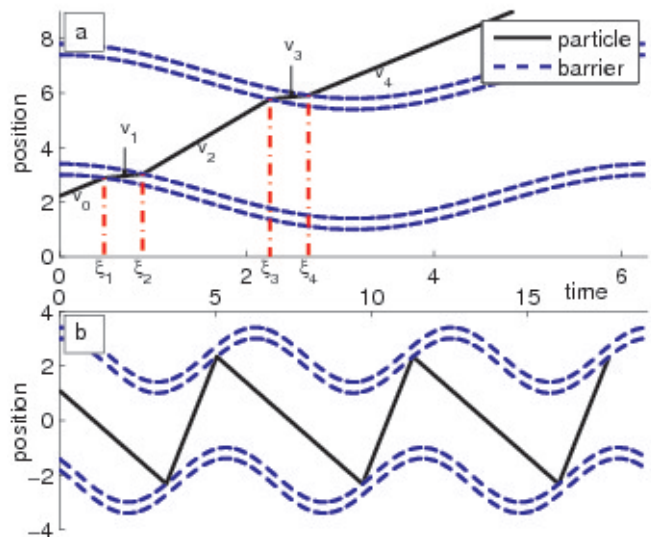 a
8
6
4
2
0
position
v₀
v₁
v₂
v₃
v₄
particle
barrier
0
2
4
6
ξ₁
ξ₂
ξ₃
ξ₄
0
5
10
15
time
b
4
2
0
−2
−4
position